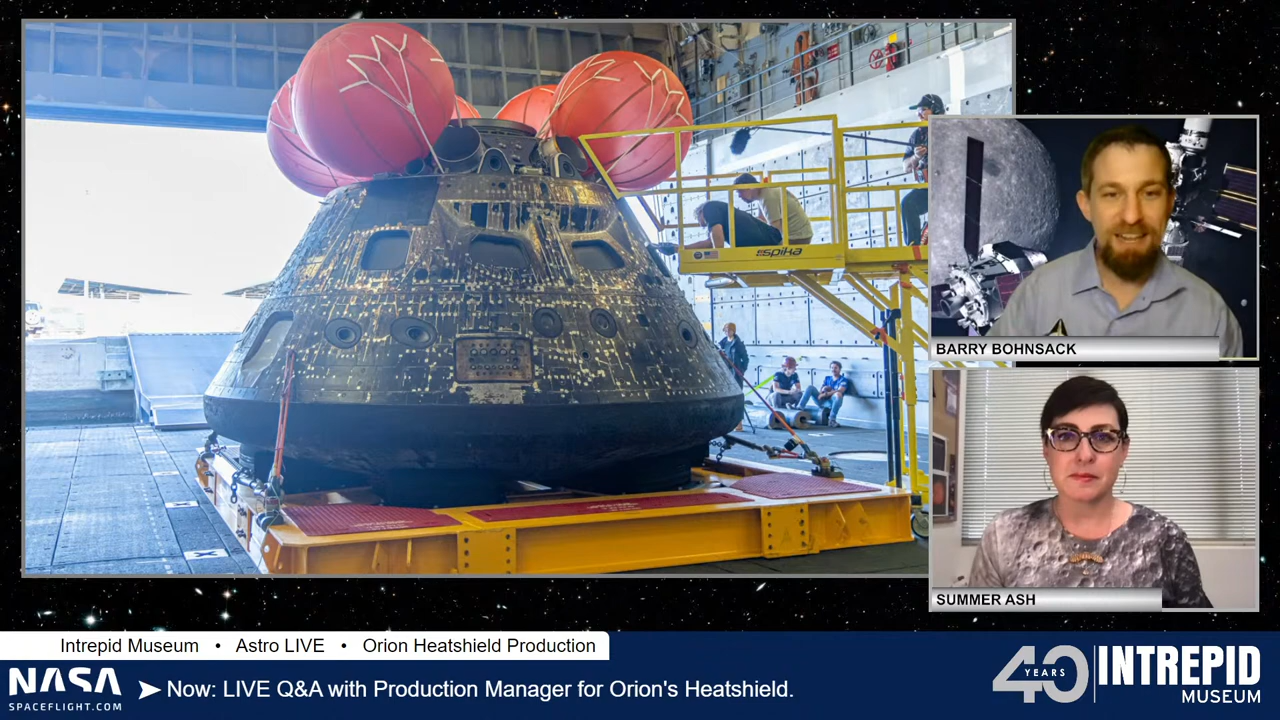 spika
BARRY BOHNSACK
SUMMER ASH
Intrepid Museum • Astro LIVE • Orion Heatshield Production
NASA
SPACEFLIGHT.COM
Now: LIVE Q&A with Production Manager for Orion's Heatshield.
40
YEARS
INTREPID
MUSEUM